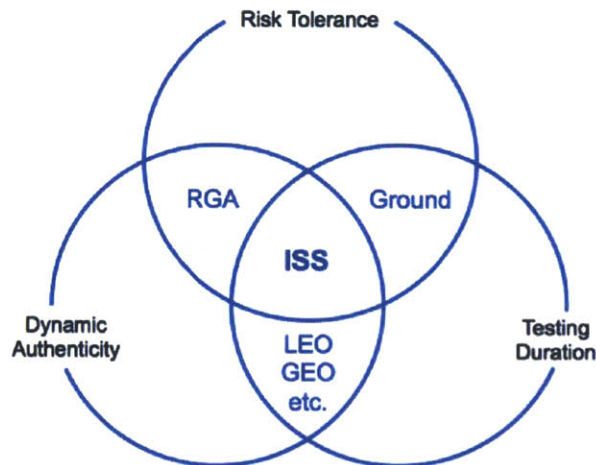 Risk Tolerance
RGA
Ground
ISS
Dynamic
Authenticity
LEO
GEO
etc.
Testing
Duration